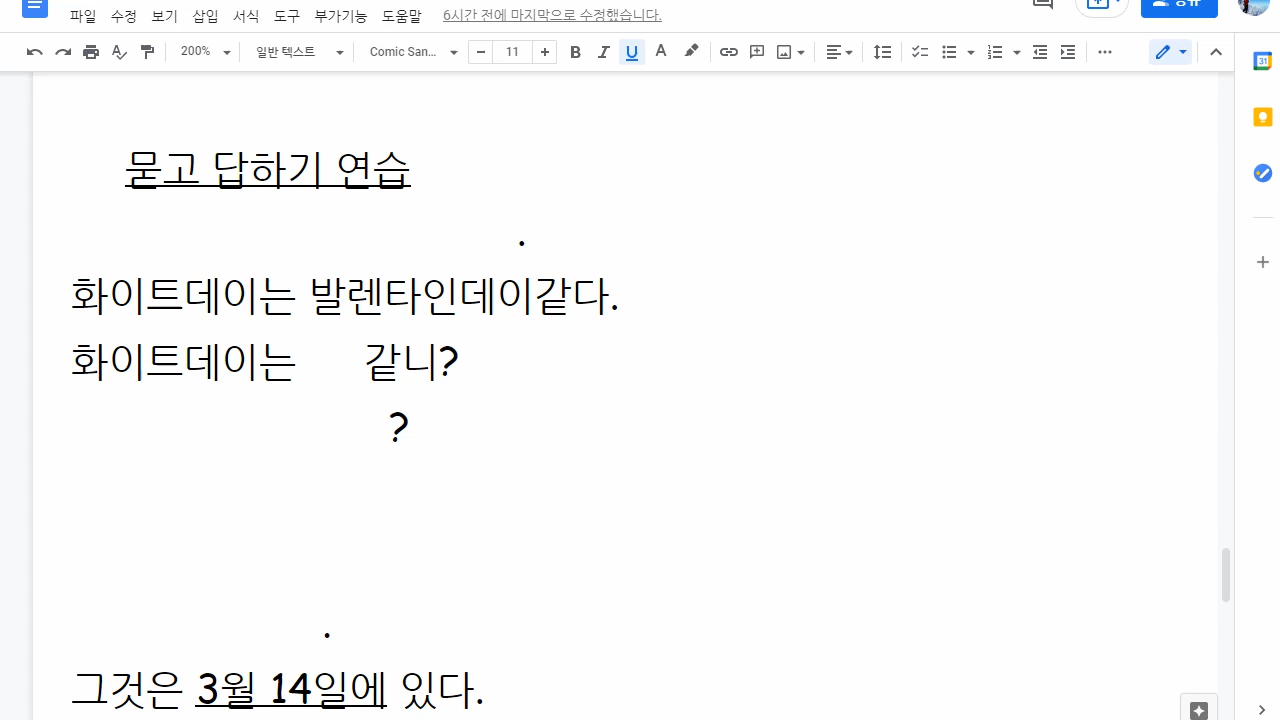 파일 수정 보기 삽입 서식 도구 부가기능 도움말 6시간 전에 마지막으로 수정했습니다.
200% 일반 텍스트 Comic San... 11
묻고 답하기 연습
.
화이트데이는 발렌타인데이같다.
화이트데이는 같니?
?
.
그것은 3월 14일에 있다.